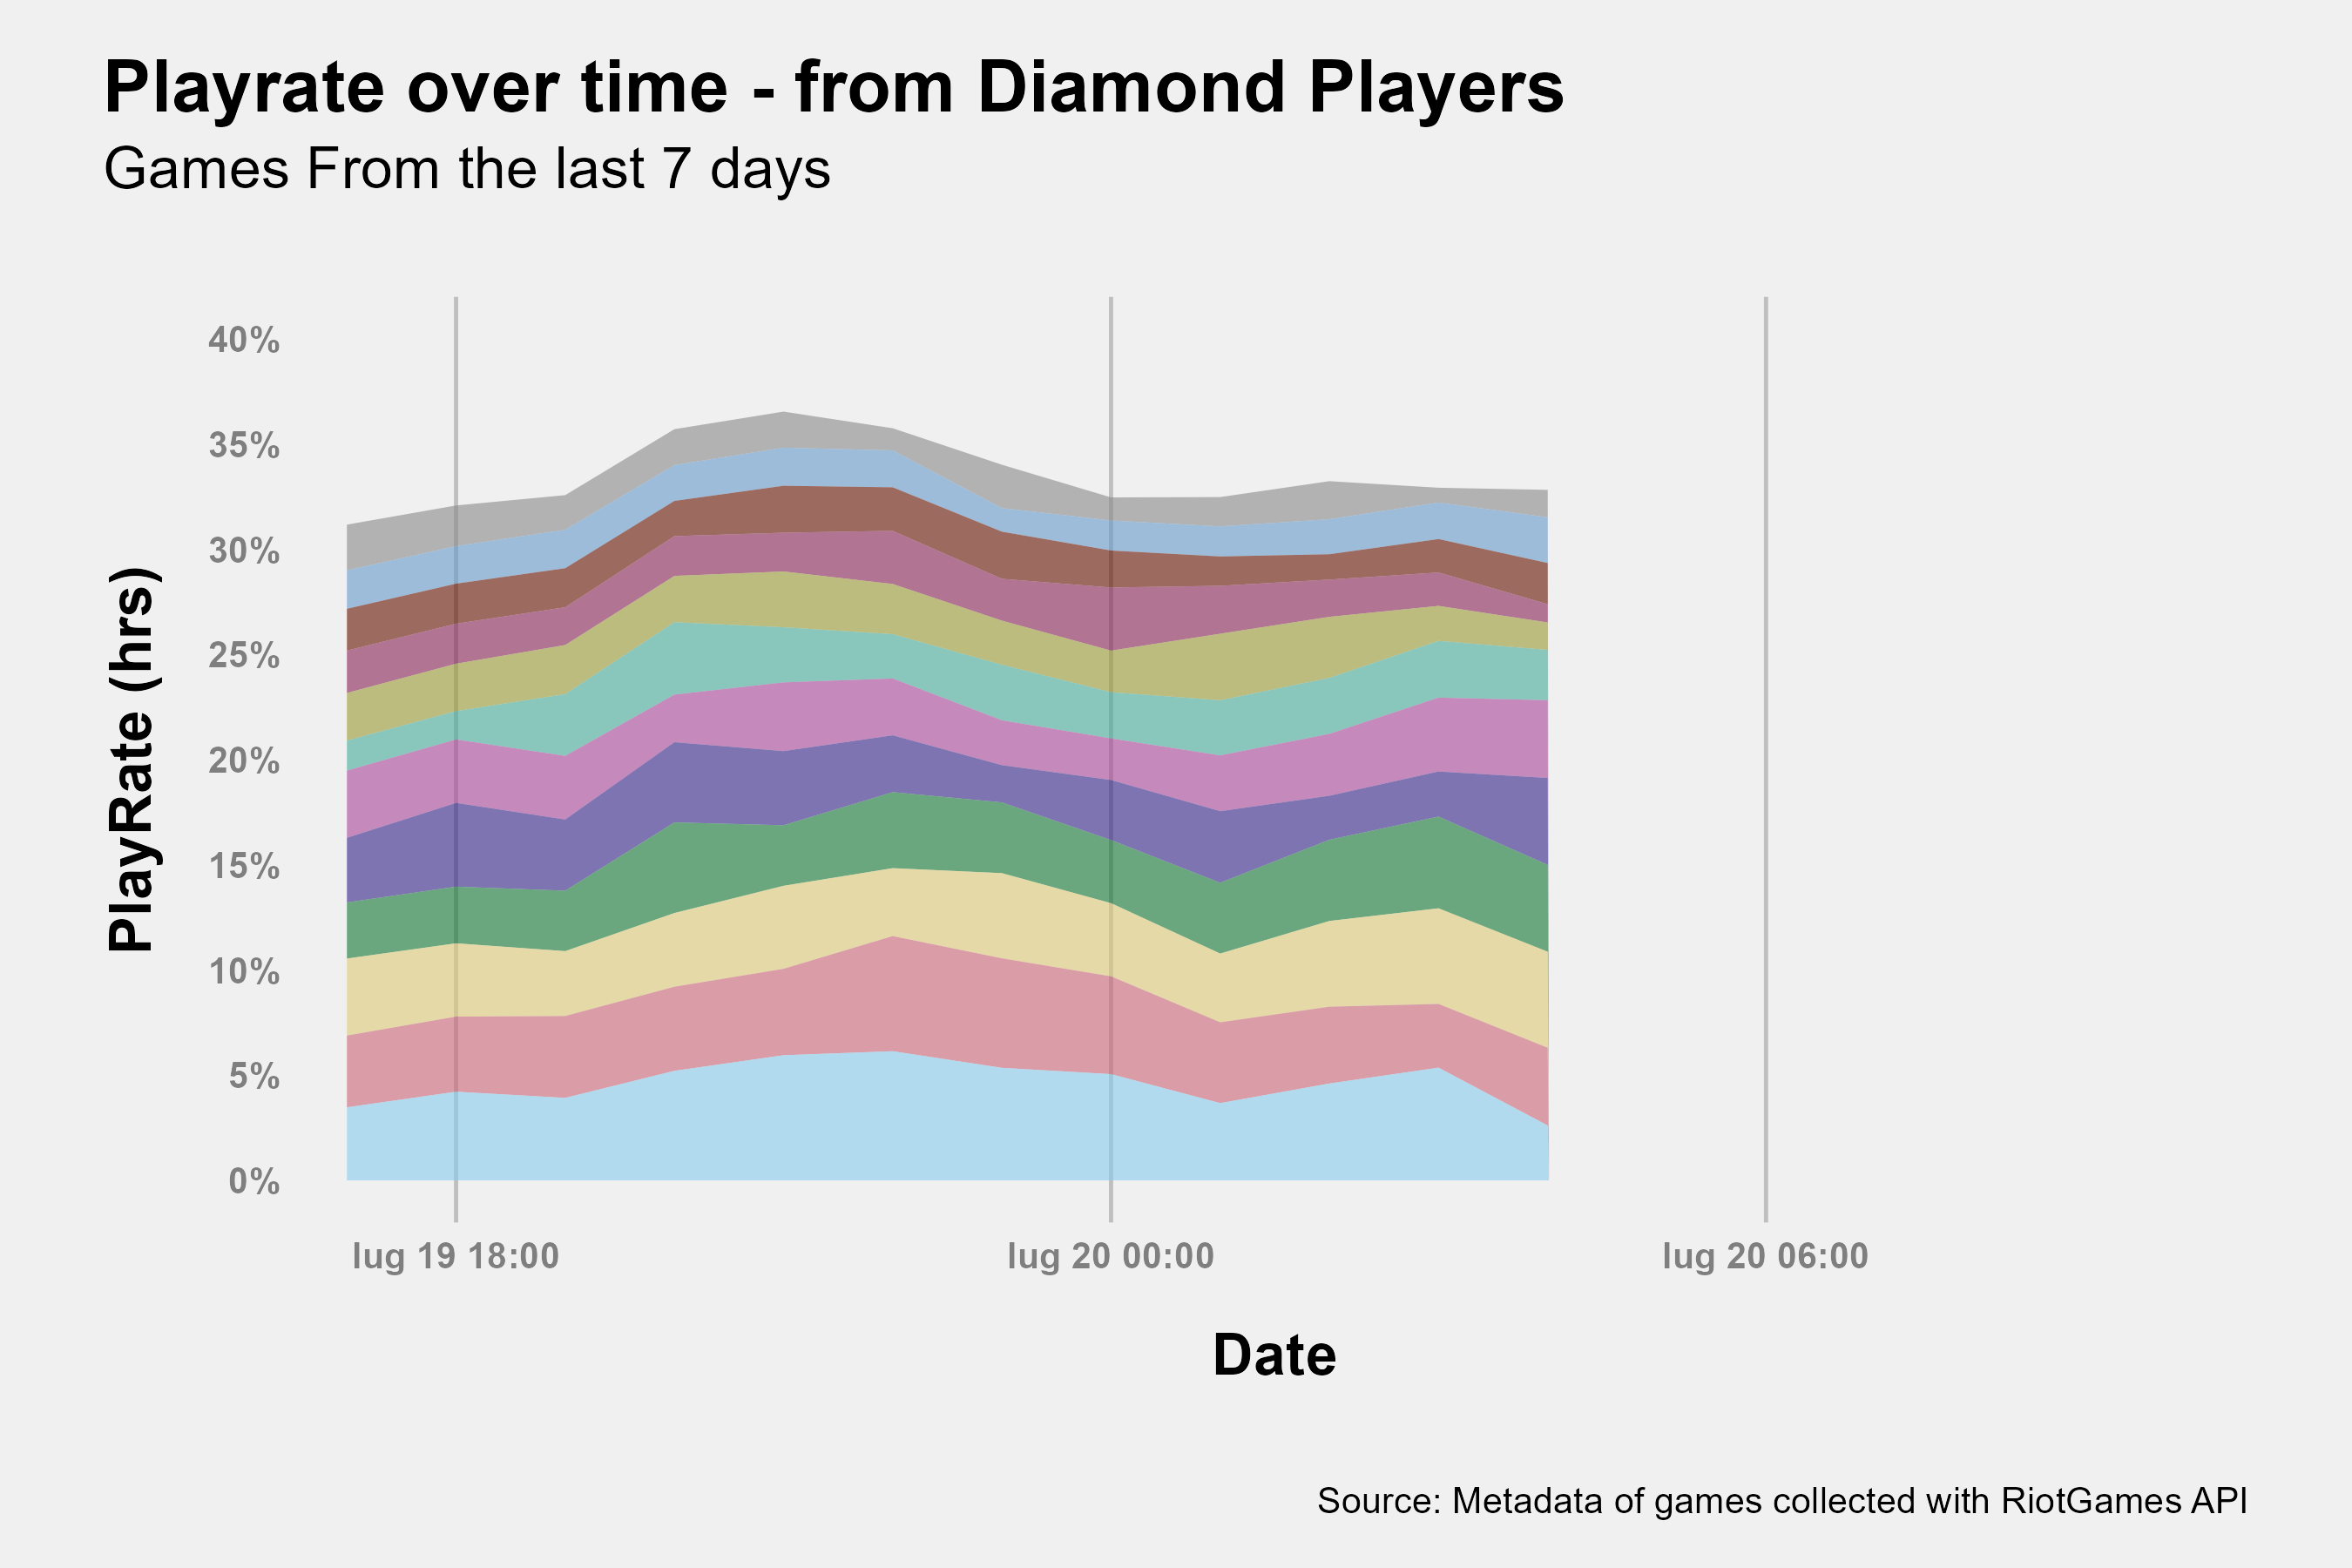 Playrate over time - from Diamond Players
Games From the last 7 days
40%
35%
30%
25%
20%
15%
10%
5%
0%
PlayRate (hrs)
lug 19 18:00
lug 20 00:00
lug 20 06:00
Date
Source: Metadata of games collected with RiotGames API